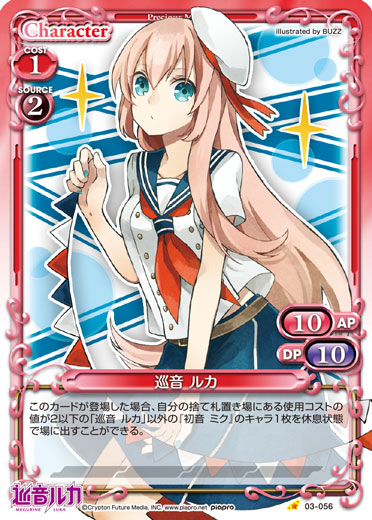 Precious M
Character
illustrated by BUZZ
COST
1
SOURCE
2
10 AP
DP 10
巡音 ルカ
このカードが登場した場合、自分の捨て札置き場にある使用コストの
値が2以下の「巡音 ルカ」以外の『初音 ミク』のキャラ1枚を休息状態
で場に出すことができる。
巡音ルカ
MEGURINE LUKA
©Crypton Future Media, INC. www.piapro.net piapro
03-056